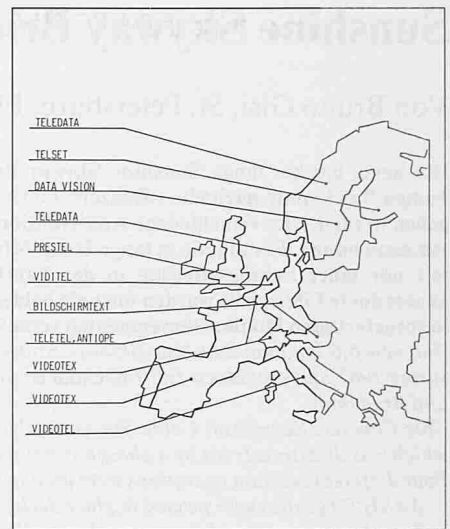 TELEDATA
TELSET
DATA VISION
TELEDATA
PRESTEL
VIDITEL
BILDSCHIRMTEXT
TELETEL,ANTIOPE
VIDEOTEX
VIDEOTEX
VIDEOTEL